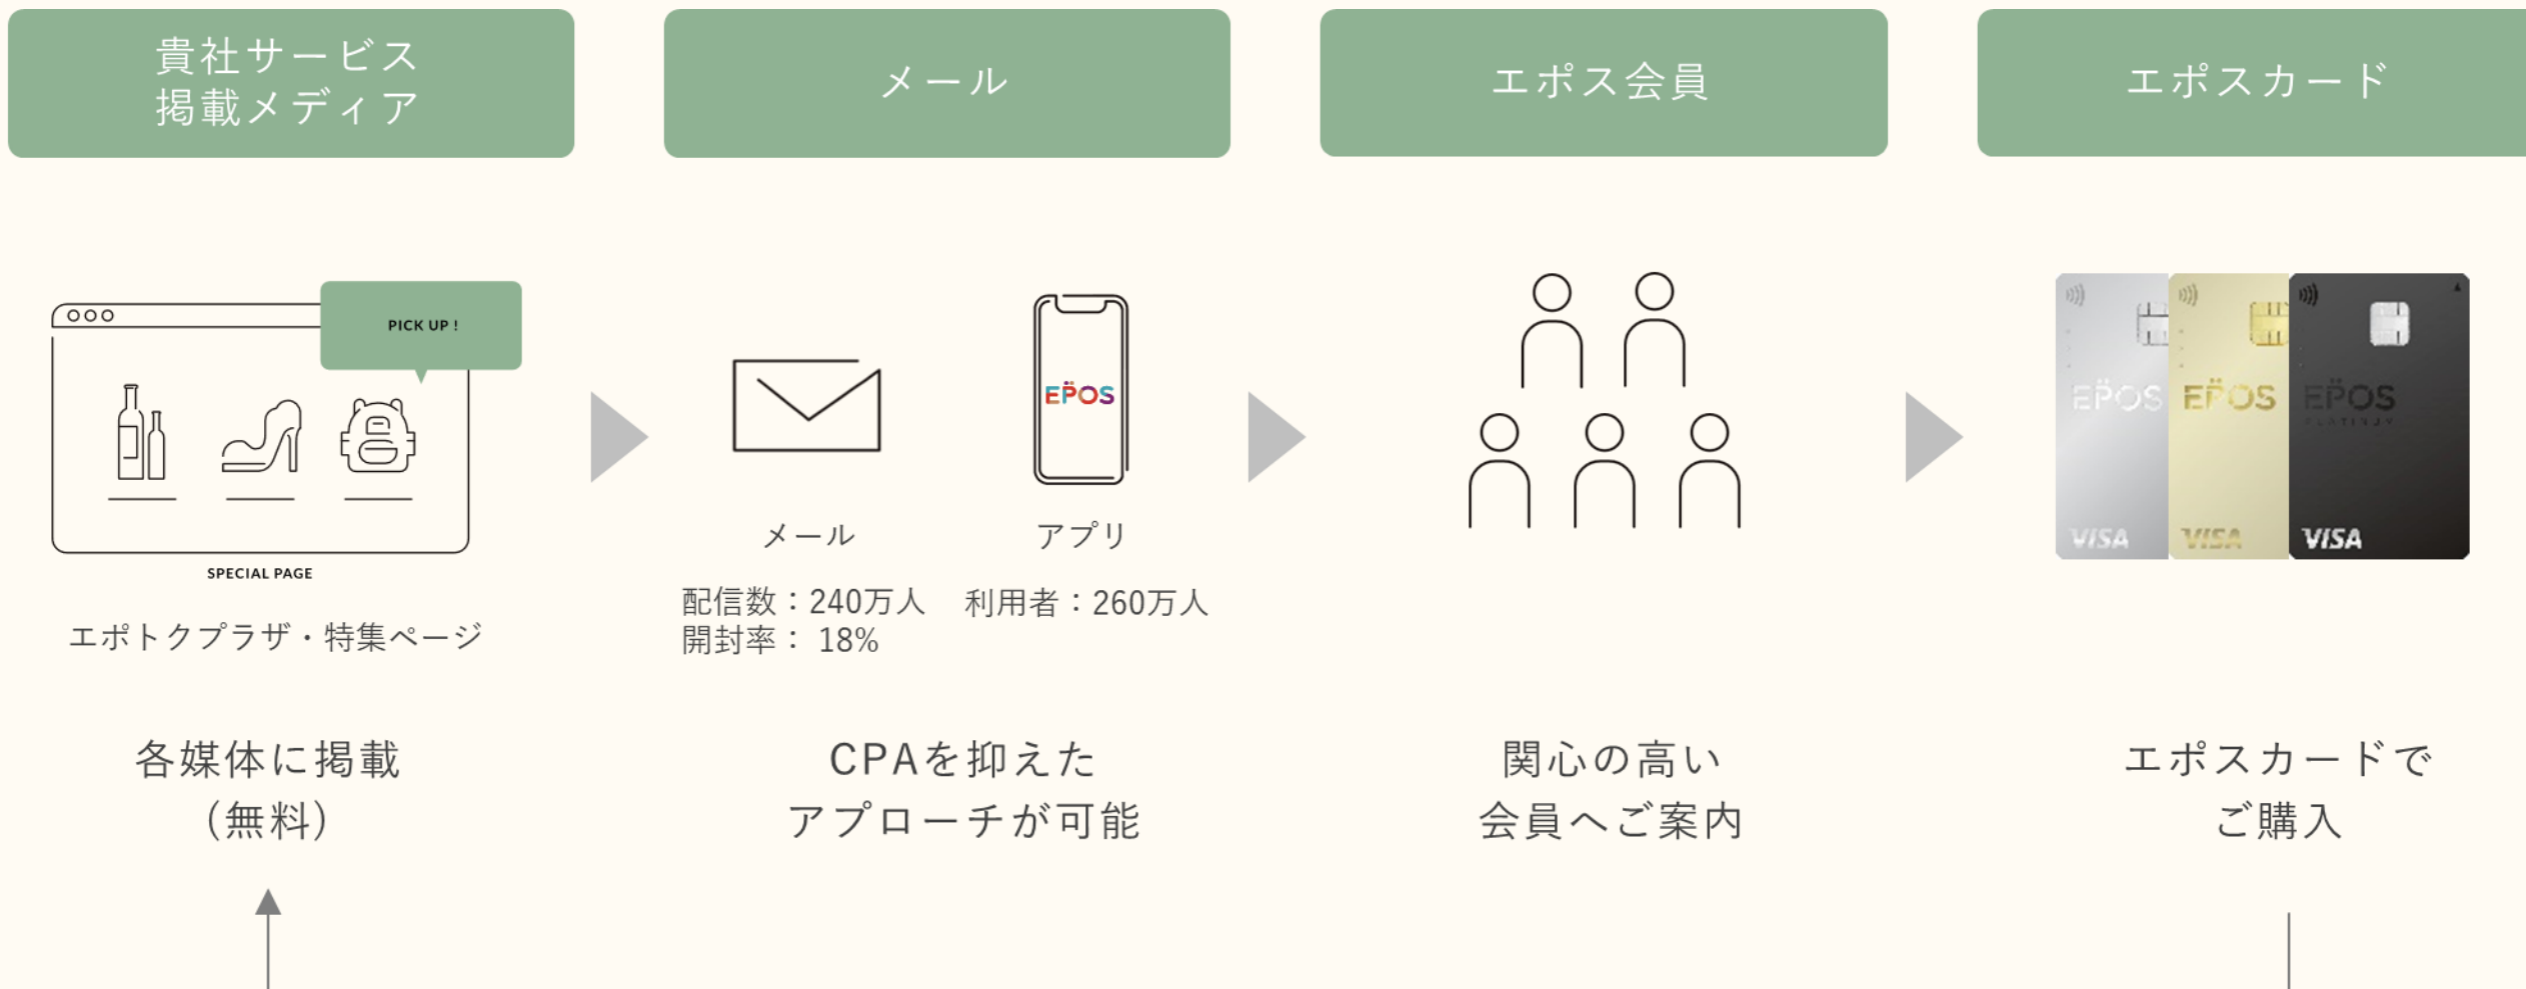 貴社サービス
掲載メディア
メール
エポス会員
エポスカード
PICK UP !
SPECIAL PAGE
エポトクプラザ・特集ページ
EPOS
メール
アプリ
配信数：240万人
開封率： 18%
利用者：260万人
EPOS
VISA
EPOS
VISA
EPOS
PLATINUM
VISA
各媒体に掲載
（無料）
CPAを抑えた
アプローチが可能
関心の高い
会員へご案内
エポスカードで
ご購入